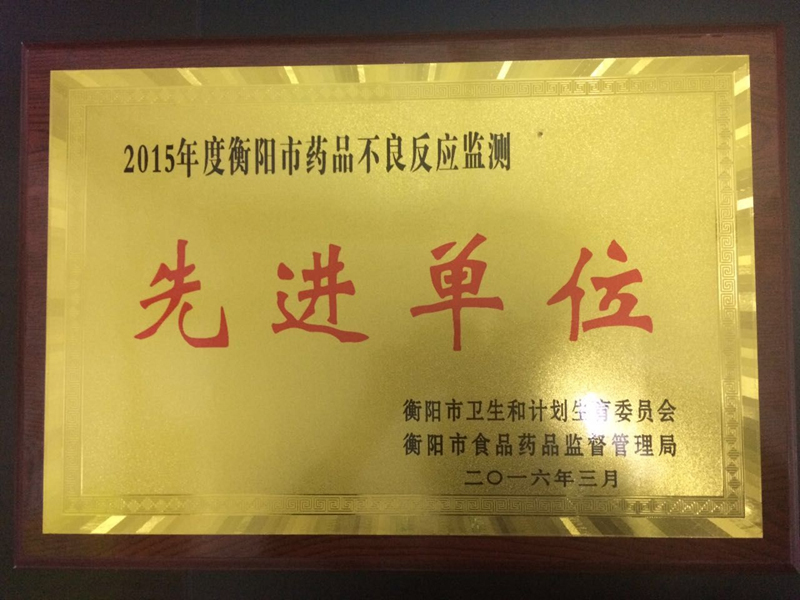 2015年度衡阳市药品不良反应监测
先进单位
衡阳市卫生和计划生育委员会
衡阳市食品药品监督管理局
二〇一六年三月